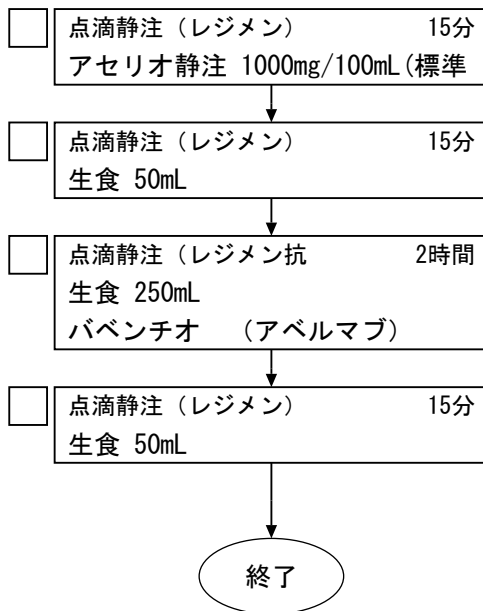 点滴静注（レジメン） 15分
アセリオ静注 1000mg/100mL(標準
点滴静注（レジメン） 15分
生食 50mL
点滴静注（レジメン抗 2時間
生食 250mL
バベンチオ （アベルマブ）
点滴静注（レジメン） 15分
生食 50mL
終了